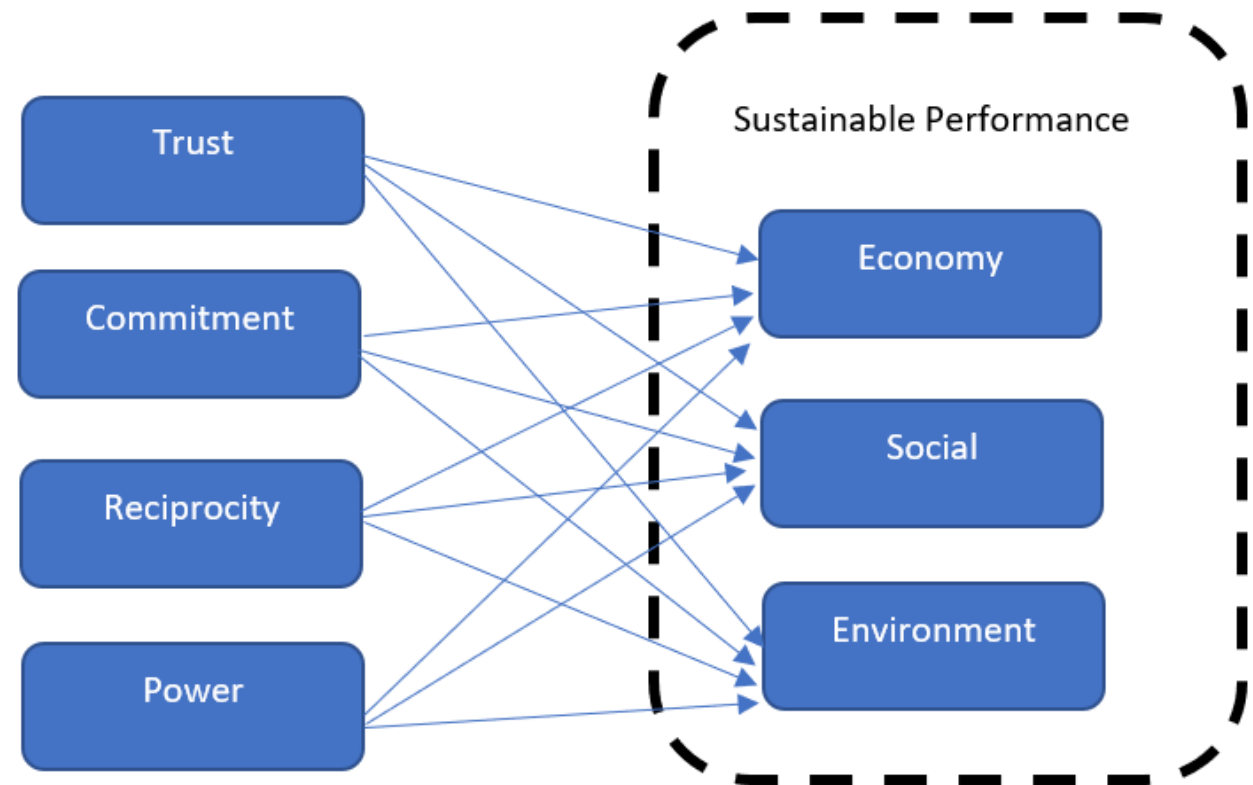 Sustainable Performance
Trust
Commitment
Reciprocity
Power
Economy
Social
Environment